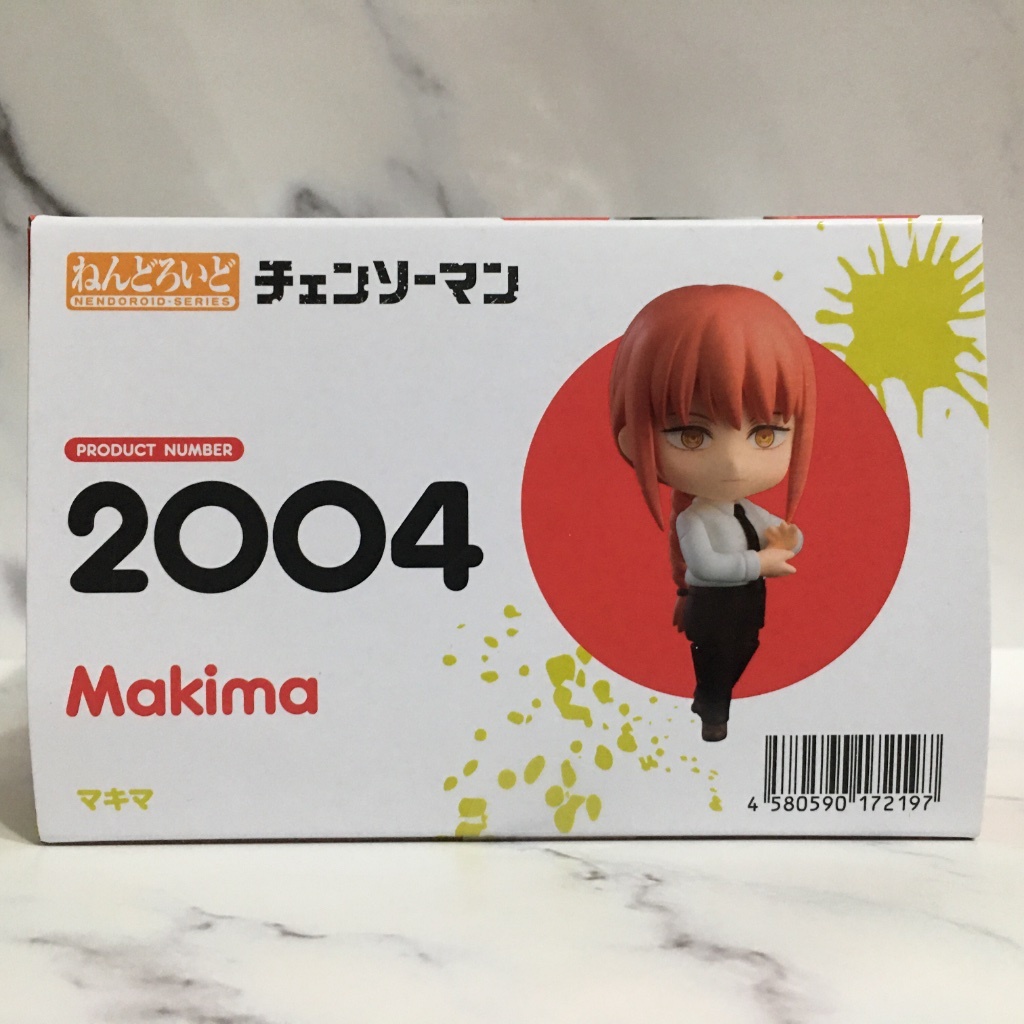 ねんどろいど
NENDOROID-SERIES
チェンソーマン
PRODUCT NUMBER
2004
Makima
マキマ
4 580590 172197